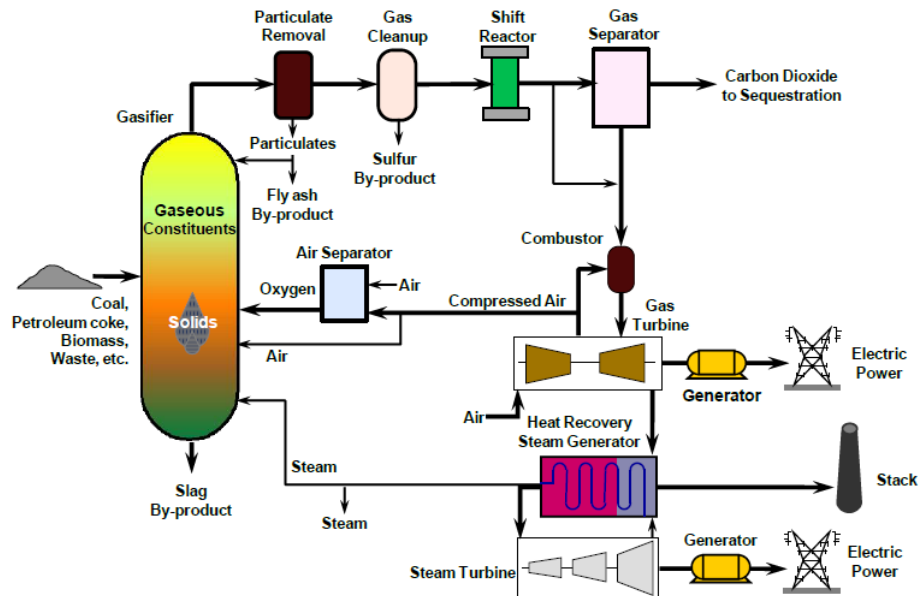 Particulate
Removal
Gas
Cleanup
Shift
Reactor
Gas
Separator
Carbon Dioxide
to Sequestration
Gasifier
Particulates
Sulfur
By-product
Fly ash
By-product
Gaseous
Constituents
Combustor
Air Separator
Oxygen
Air
Compressed Air
Gas
Turbine
Coal,
Petroleum coke,
Biomass,
Waste, etc.
Solids
Air
Electric
Power
Generator
Air
Heat Recovery
Steam Generator
Steam
Stack
Slag
By-product
Steam
Generator
Steam Turbine
Electric
Power